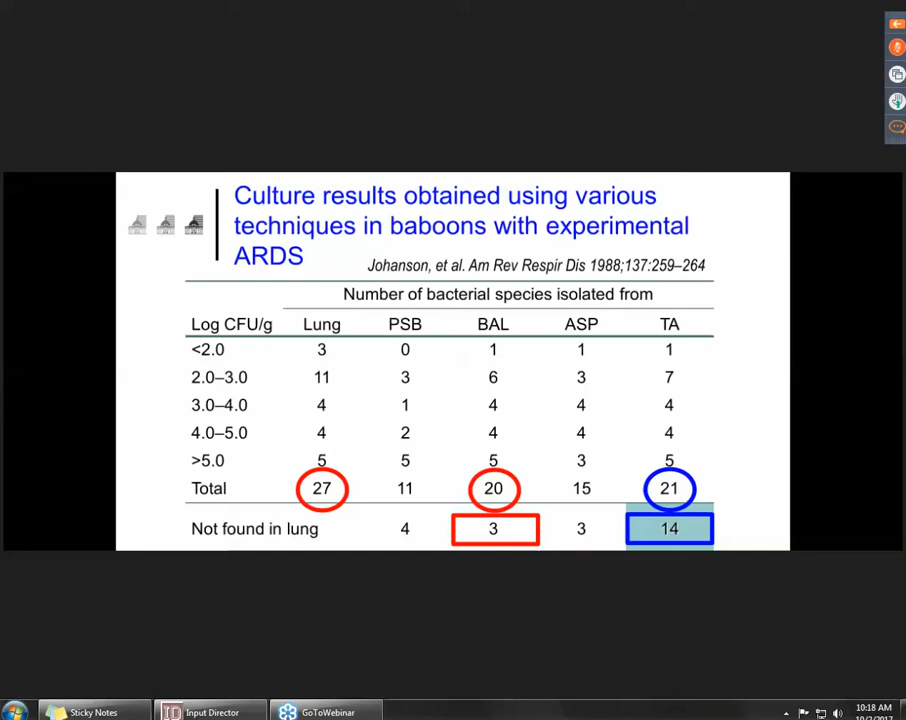 Culture results obtained using various
techniques in baboons with experimental
ARDS
Johanson, et al. Am Rev Respir Dis 1988;137:259–264
Number of bacterial species isolated from
Log CFU/g Lung PSB BAL ASP TA
<2.0 3 0 1 1 1
2.0–3.0 11 3 6 3 7
3.0–4.0 4 1 4 4 4
4.0–5.0 4 2 4 4 4
>5.0 5 5 5 3 5
Total 27 11 20 15 21
Not found in lung 4 3 3 14
Sticky Notes ID Input Director GoToWebinar 10:18 AM